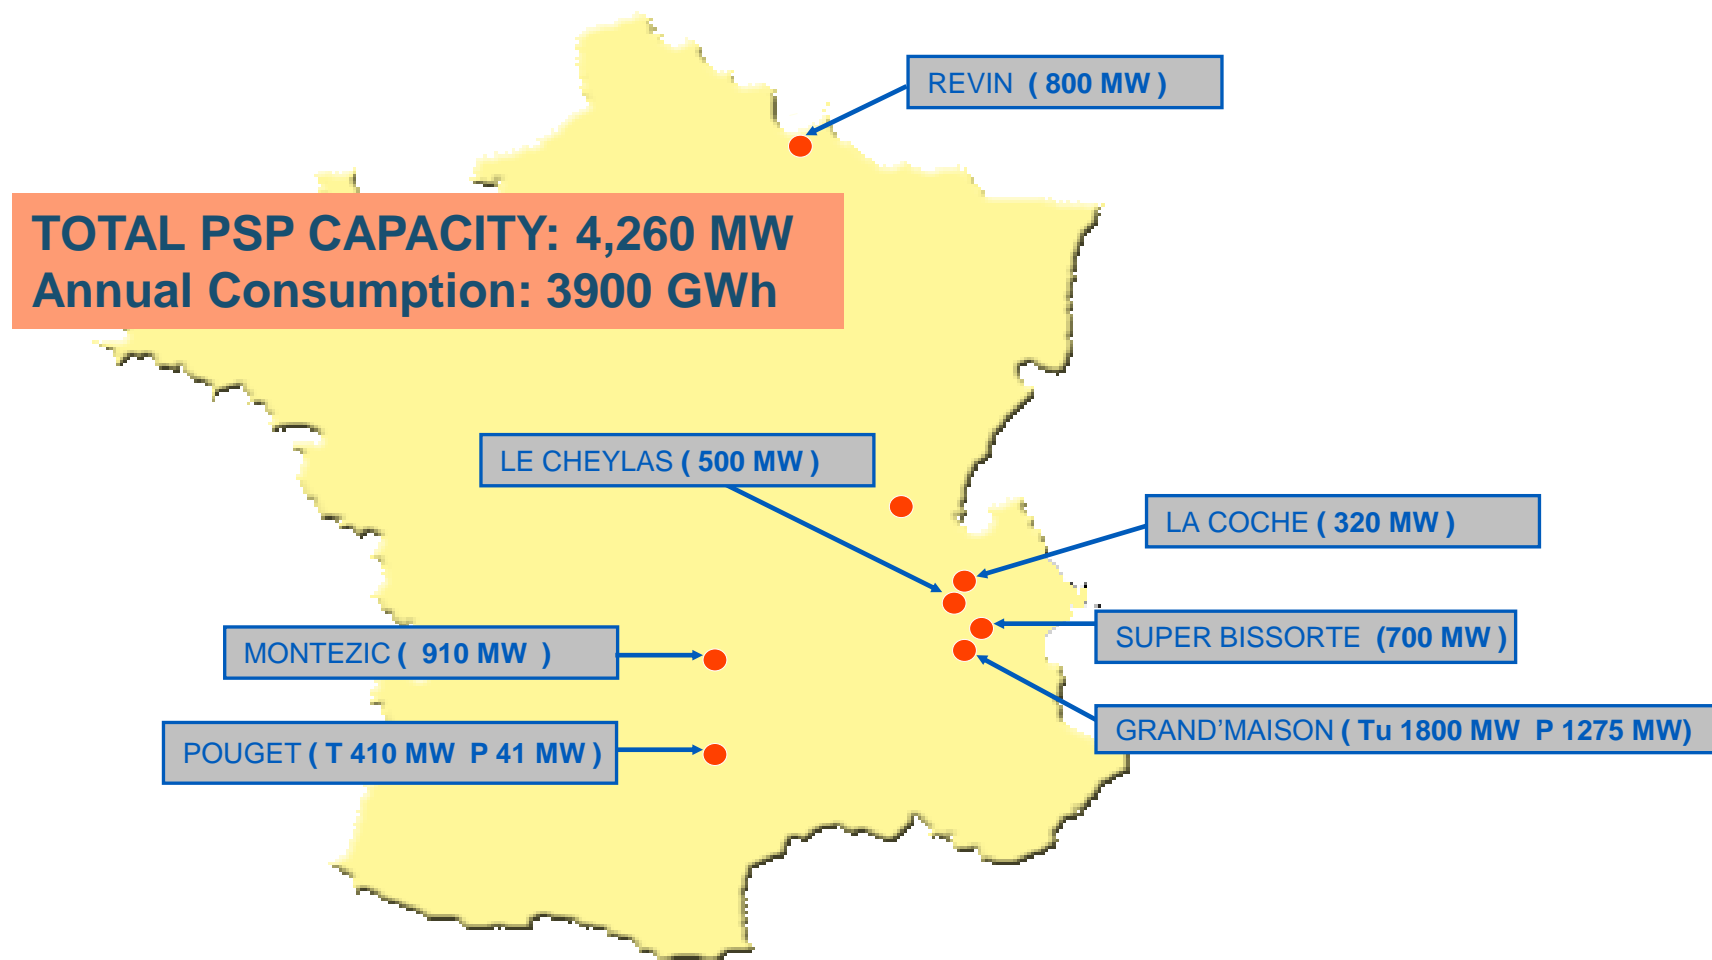 REVIN ( 800 MW )
TOTAL PSP CAPACITY: 4,260 MW
Annual Consumption: 3900 GWh
LE CHEYLAS ( 500 MW )
LA COCHE ( 320 MW )
SUPER BISSORTE (700 MW )
MONTEZIC ( 910 MW )
GRAND'MAISON ( Tu 1800 MW P 1275 MW)
POUGET ( T 410 MW P 41 MW )